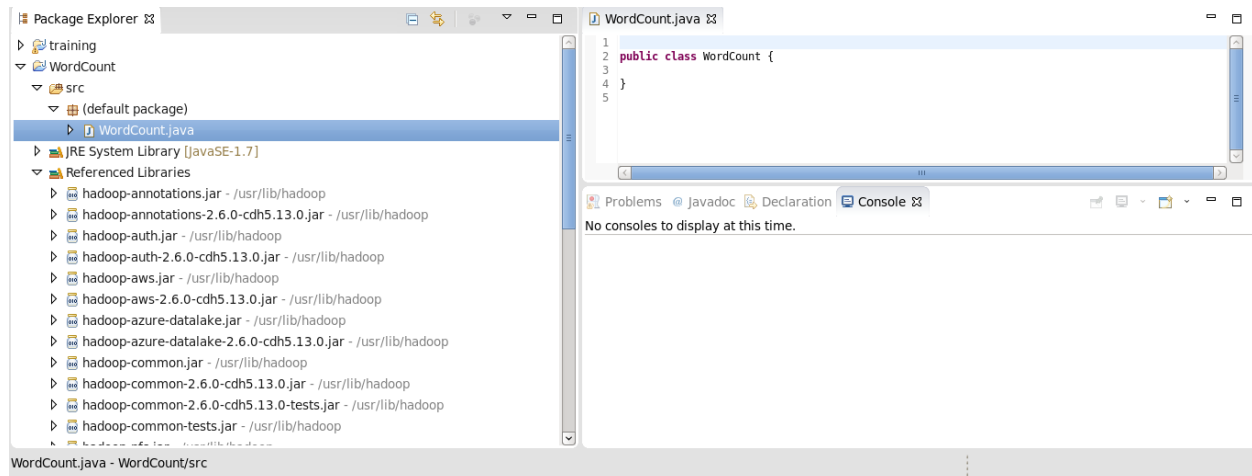 Package Explorer
training
WordCount
src
(default package)
WordCount.java
JRE System Library [JavaSE-1.7]
Referenced Libraries
hadoop-annotations.jar - /usr/lib/hadoop
hadoop-annotations-2.6.0-cdh5.13.0.jar - /usr/lib/hadoop
hadoop-auth.jar - /usr/lib/hadoop
hadoop-auth-2.6.0-cdh5.13.0.jar - /usr/lib/hadoop
hadoop-aws.jar - /usr/lib/hadoop
hadoop-aws-2.6.0-cdh5.13.0.jar - /usr/lib/hadoop
hadoop-azure-datalake.jar - /usr/lib/hadoop
hadoop-azure-datalake-2.6.0-cdh5.13.0.jar - /usr/lib/hadoop
hadoop-common.jar - /usr/lib/hadoop
hadoop-common-2.6.0-cdh5.13.0.jar - /usr/lib/hadoop
hadoop-common-2.6.0-cdh5.13.0-tests.jar - /usr/lib/hadoop
hadoop-common-tests.jar - /usr/lib/hadoop
WordCount.java
1
2 public class WordCount {
3
4 }
5
Problems @ Javadoc Declaration Console
No consoles to display at this time.
WordCount.java - WordCount/src